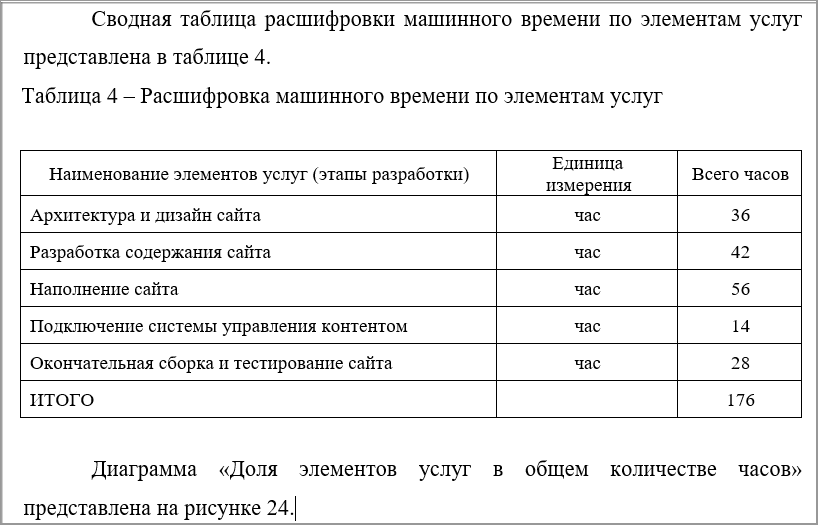 Сводная таблица расшифровки машинного времени по элементам услуг
представлена в таблице 4.
Таблица 4 – Расшифровка машинного времени по элементам услуг
Наименование элементов услуг (этапы разработки) Единица измерения Всего часов
Архитектура и дизайн сайта час 36
Разработка содержания сайта час 42
Наполнение сайта час 56
Подключение системы управления контентом час 14
Окончательная сборка и тестирование сайта час 28
ИТОГО 176
Диаграмма «Доля элементов услуг в общем количестве часов»
представлена на рисунке 24.